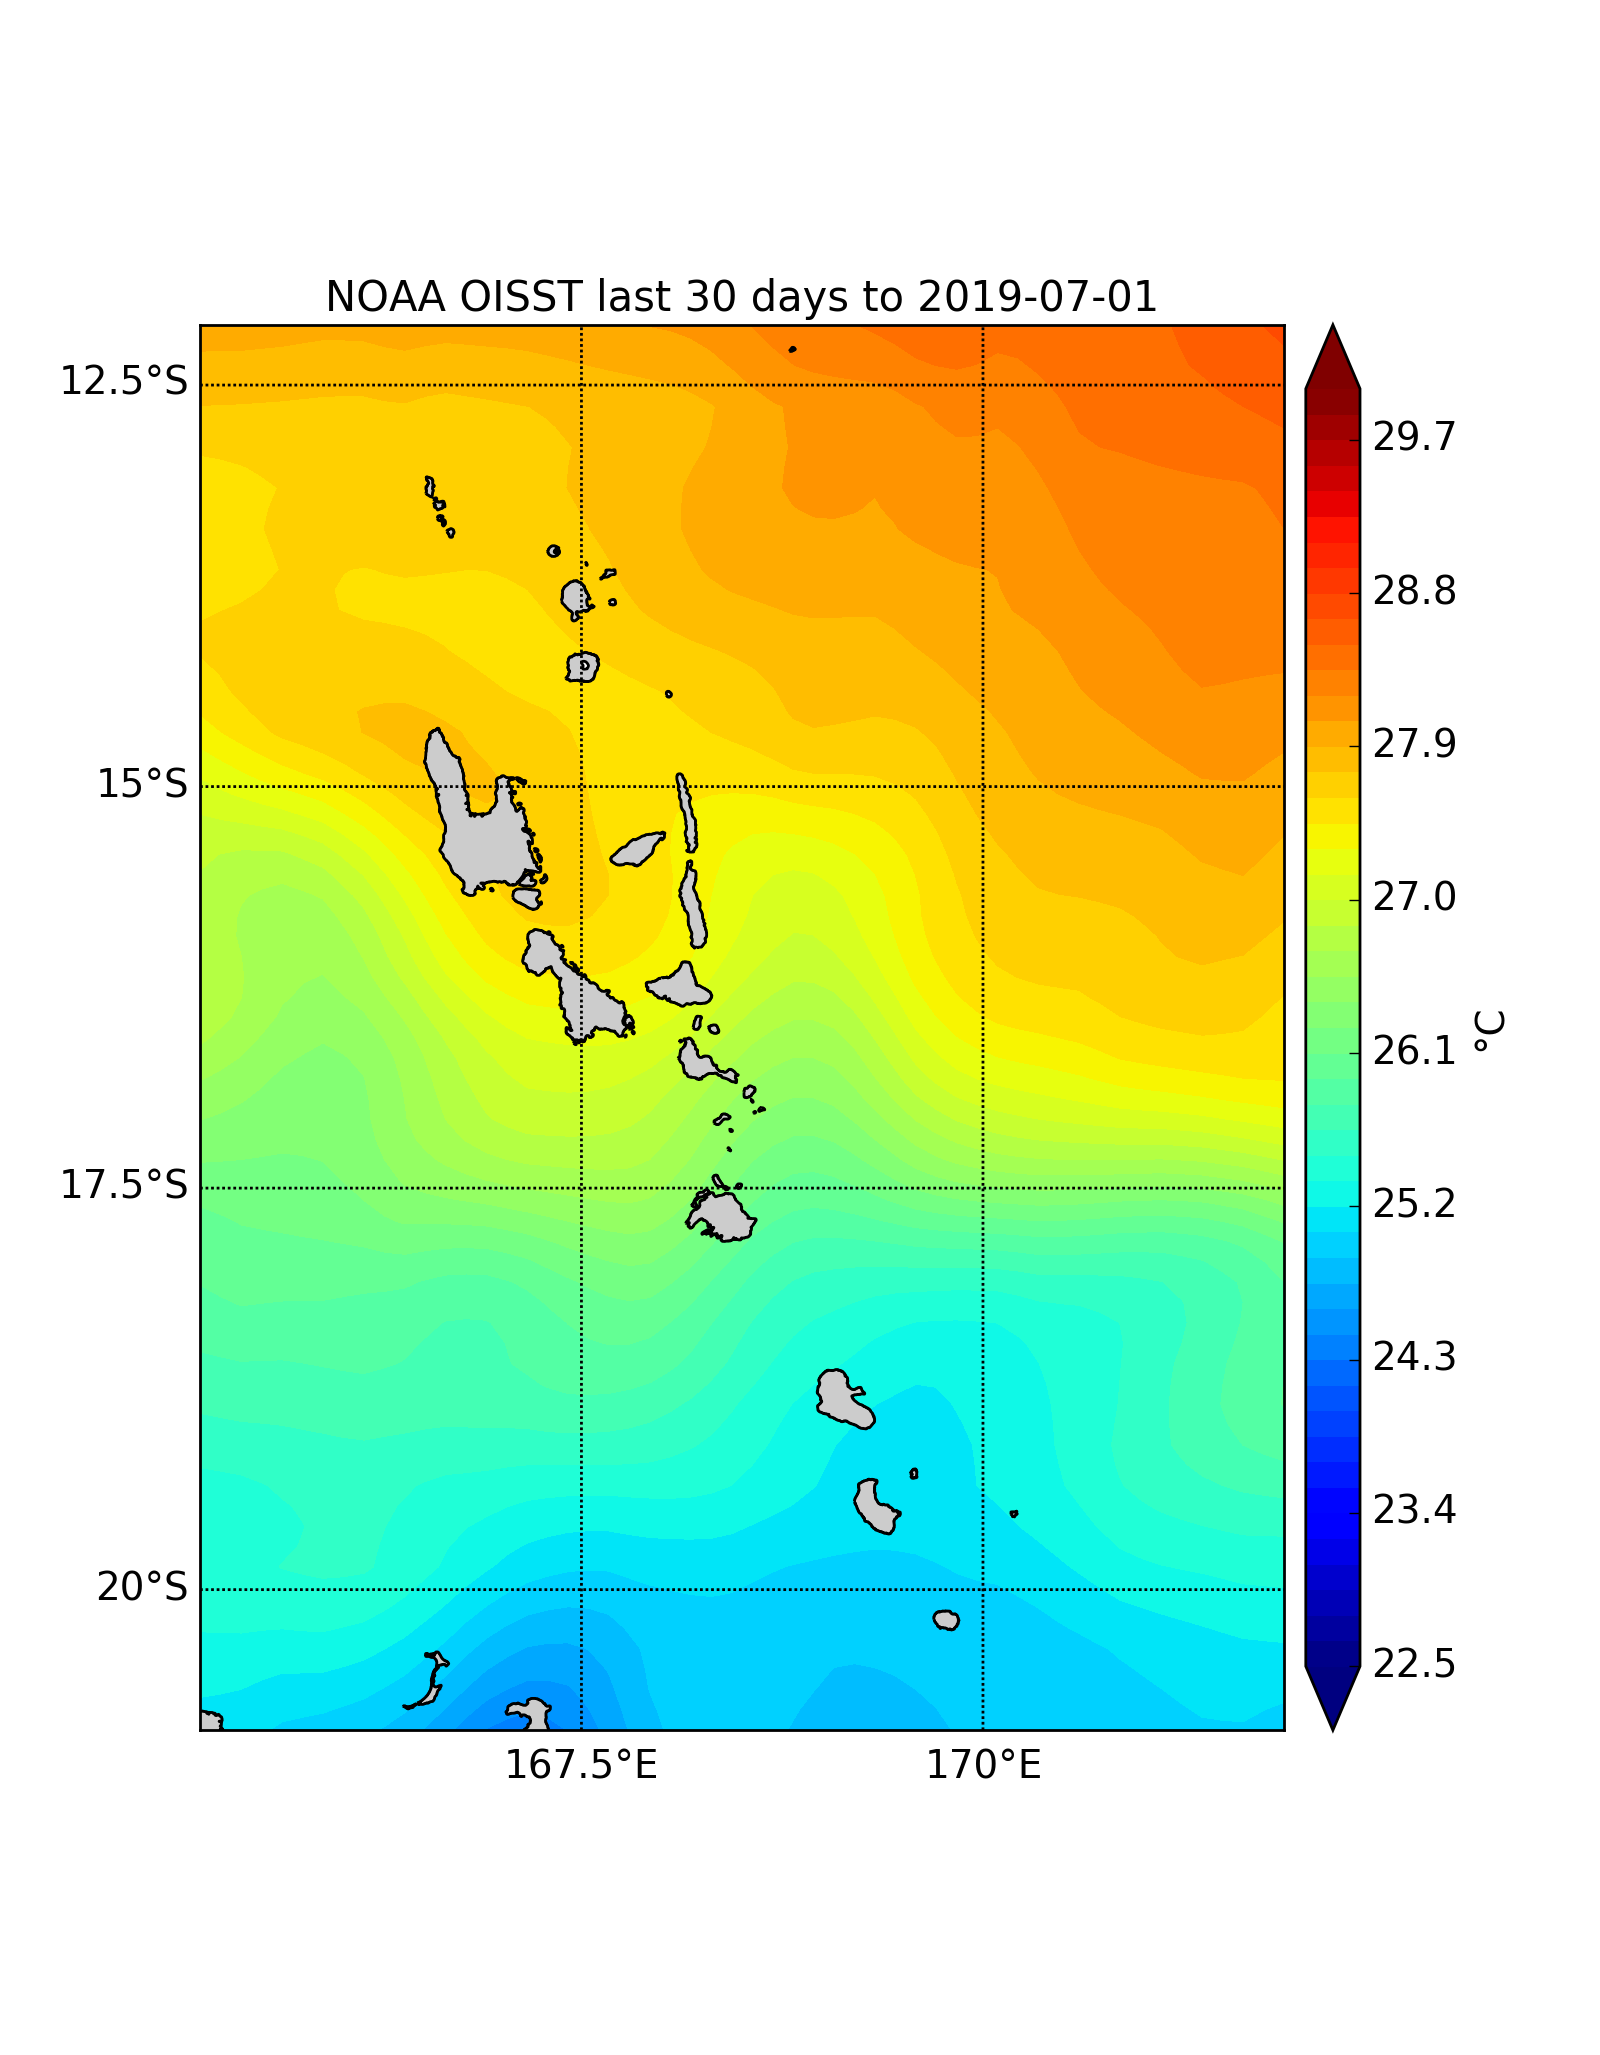 NOAA OISST last 30 days to 2019-07-01
12.5°S
15°S
17.5°S
20°S
167.5°E
170°E
29.7
28.8
27.9
27.0
26.1
25.2
24.3
23.4
22.5
°C